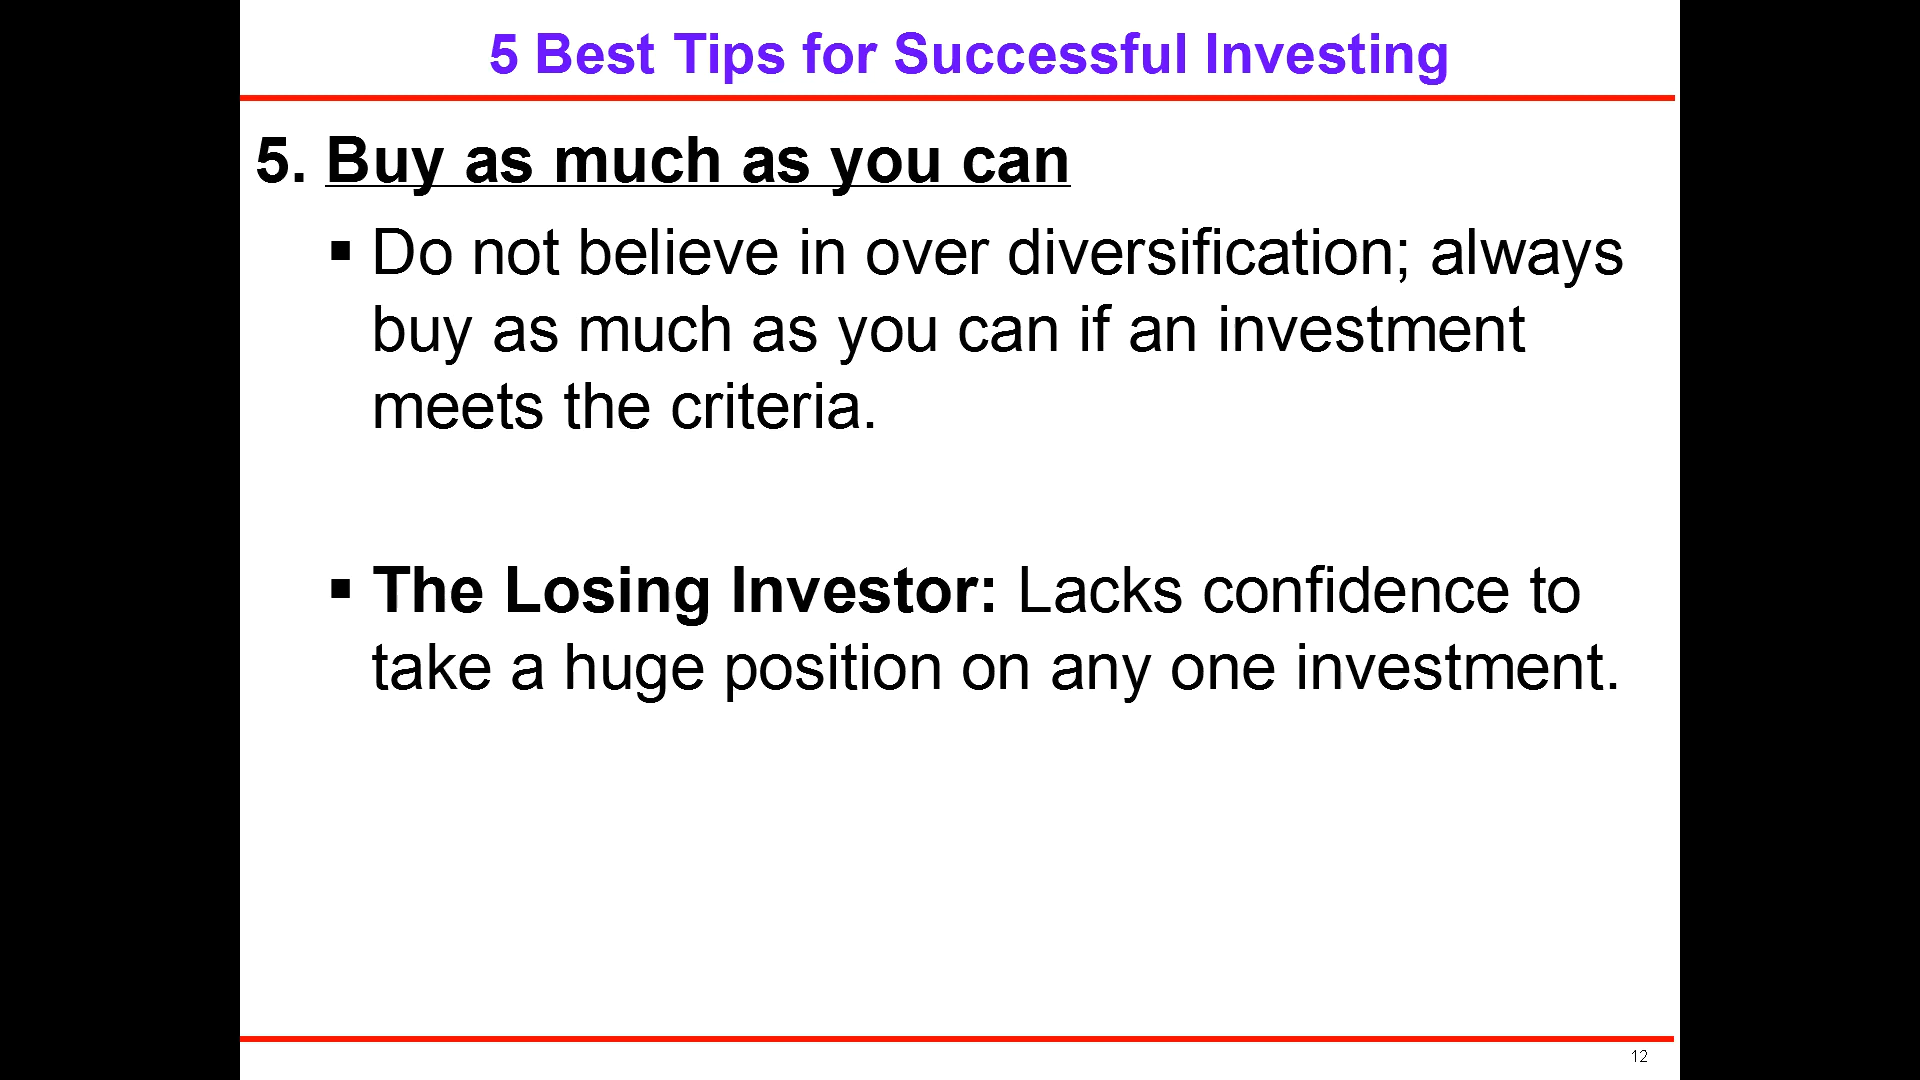 5 Best Tips for Successful Investing
5. Buy as much as you can
▪ Do not believe in over diversification; always
buy as much as you can if an investment
meets the criteria.
▪ The Losing Investor: Lacks confidence to
take a huge position on any one investment.
12